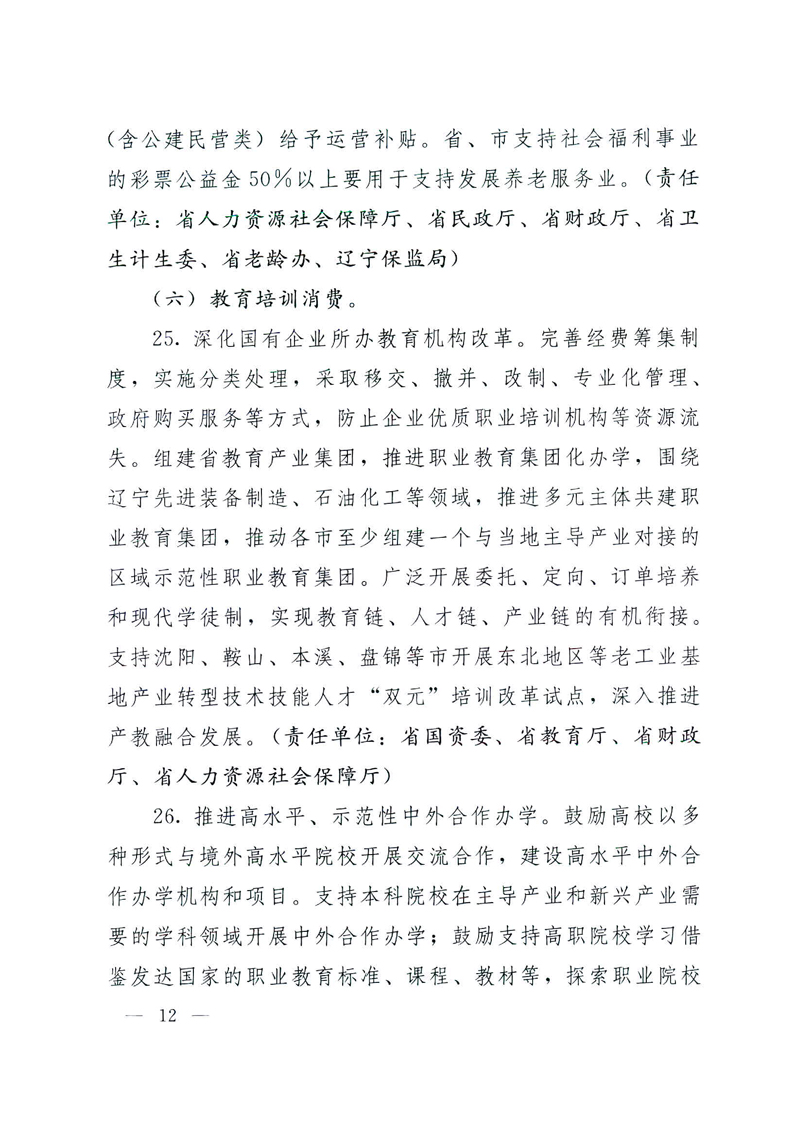 (含公建民营类)给予运营补贴。省、市支持社会福利事业
的彩票公益金50%以上要用于支持发展养老服务业。(责任
单位：省人力资源社会保障厅、省民政厅、省财政厅、省卫
生计生委、省老龄办、辽宁保监局)
(六)教育培训消费。
25. 深化国有企业所办教育机构改革。完善经费筹集制
度，实施分类处理，采取移交、撤并、改制、专业化管理、
政府购买服务等方式，防止企业优质职业培训机构等资源流
失。组建省教育产业集团，推进职业教育集团化办学，围绕
辽宁先进装备制造、石油化工等领域，推进多元主体共建职
业教育集团，推动各市至少组建一个与当地主导产业对接的
区域示范性职业教育集团。广泛开展委托、定向、订单培养
和现代学徒制，实现教育链、人才链、产业链的有机衔接。
支持沈阳、鞍山、本溪、盘锦等市开展东北地区等老工业基
地产业转型技术技能人才“双元”培训改革试点，深入推进
产教融合发展。(责任单位：省国资委、省教育厅、省财政
厅、省人力资源社会保障厅)
26. 推进高水平、示范性中外合作办学。鼓励高校以多
种形式与境外高水平院校开展交流合作，建设高水平中外合
作办学机构和项目。支持本科院校在主导产业和新兴产业需
要的学科领域开展中外合作办学；鼓励支持高职院校学习借
鉴发达国家的职业教育标准、课程、教材等，探索职业院校
— 12 —